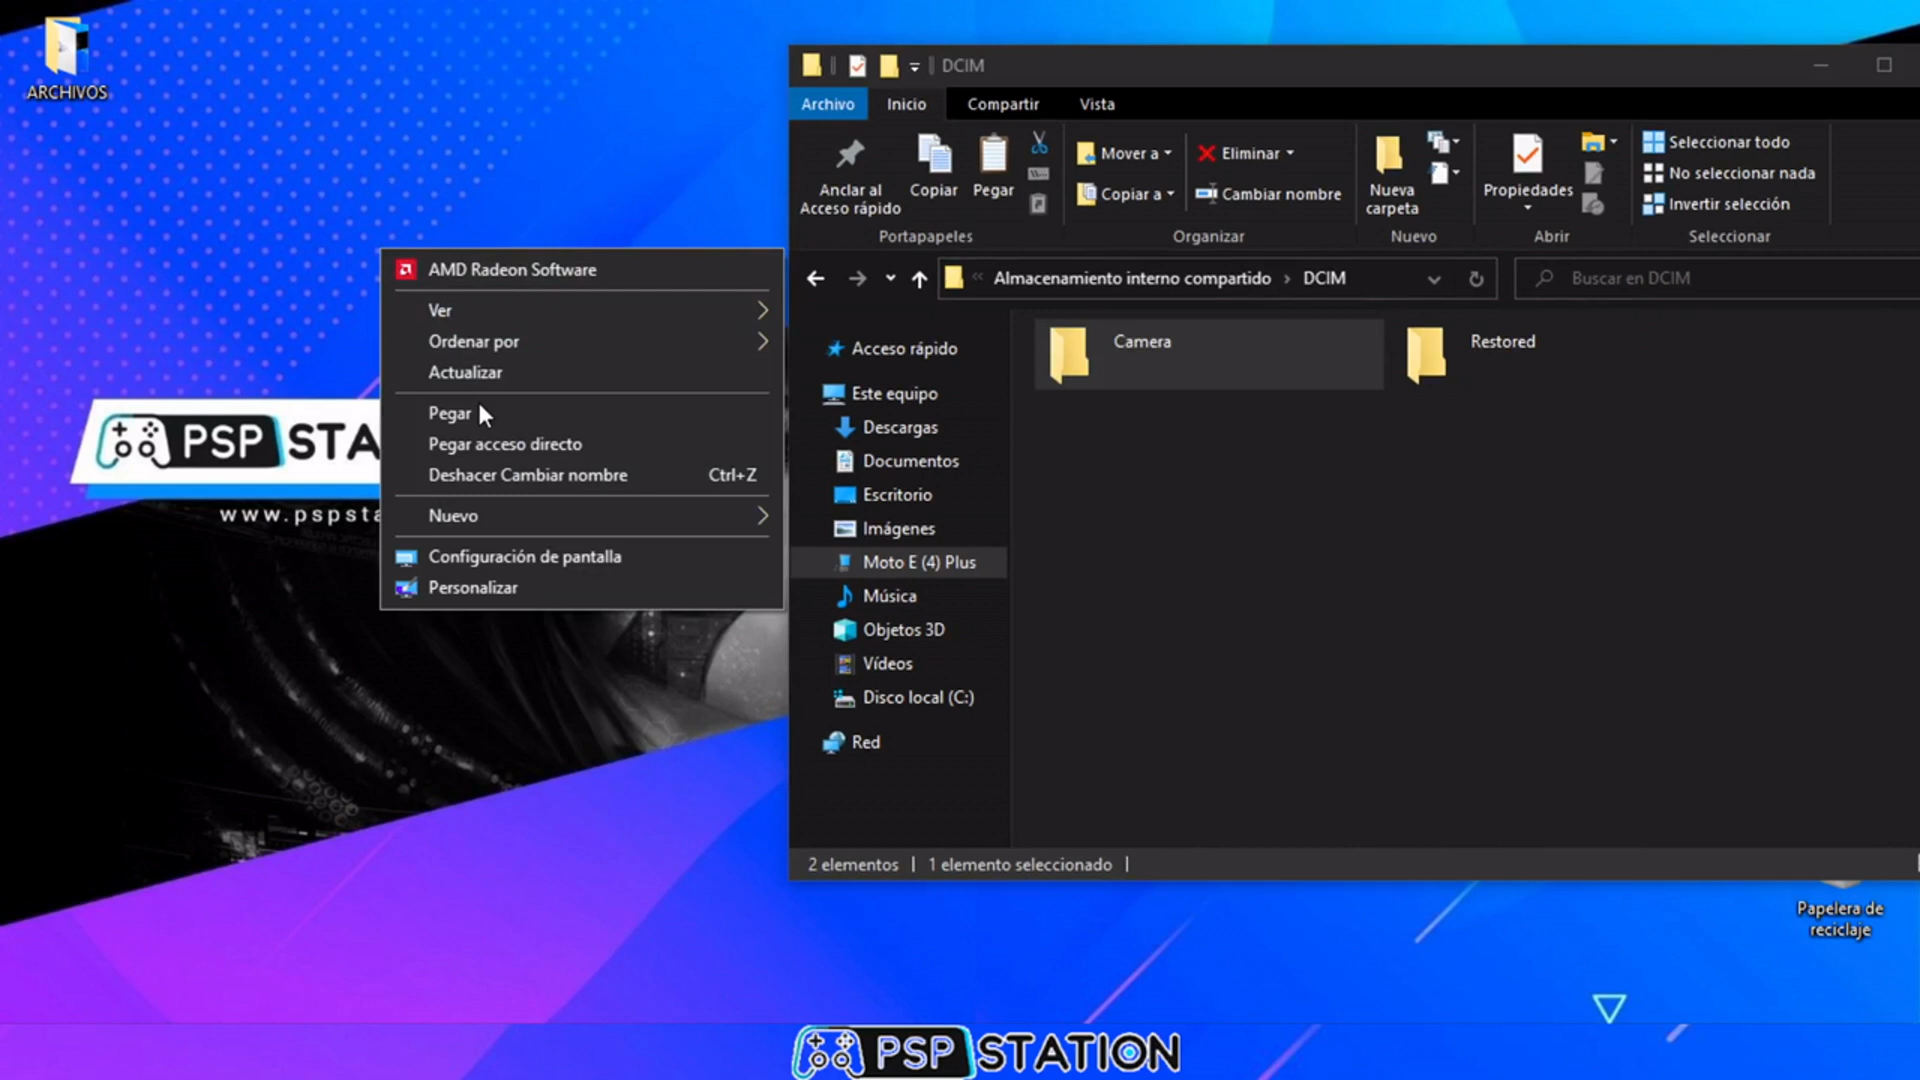 ARCHIVOS
DCIM
Archivo
Inicio
Compartir
Vista
Anclar al
Acceso rápido
Copiar
Pegar
Mover a
Copiar a
Eliminar
Cambiar nombre
Nueva
carpeta
Propiedades
Seleccionar todo
No seleccionar nada
Invertir selección
Portapapeles
Organizar
Nuevo
Abrir
Seleccionar
« Almacenamiento interno compartido › DCIM
Buscar en DCIM
AMD Radeon Software
Ver
Ordenar por
Actualizar
Pegar
Pegar acceso directo
Deshacer Cambiar nombre Ctrl+Z
Nuevo
Configuración de pantalla
Personalizar
PSP STA
www.pspsta
Acceso rápido
Este equipo
Descargas
Documentos
Escritorio
Imágenes
Moto E (4) Plus
Música
Objetos 3D
Vídeos
Disco local (C:)
Red
Camera
Restored
2 elementos | 1 elemento seleccionado |
Papelera de
reciclaje
PSP STATION